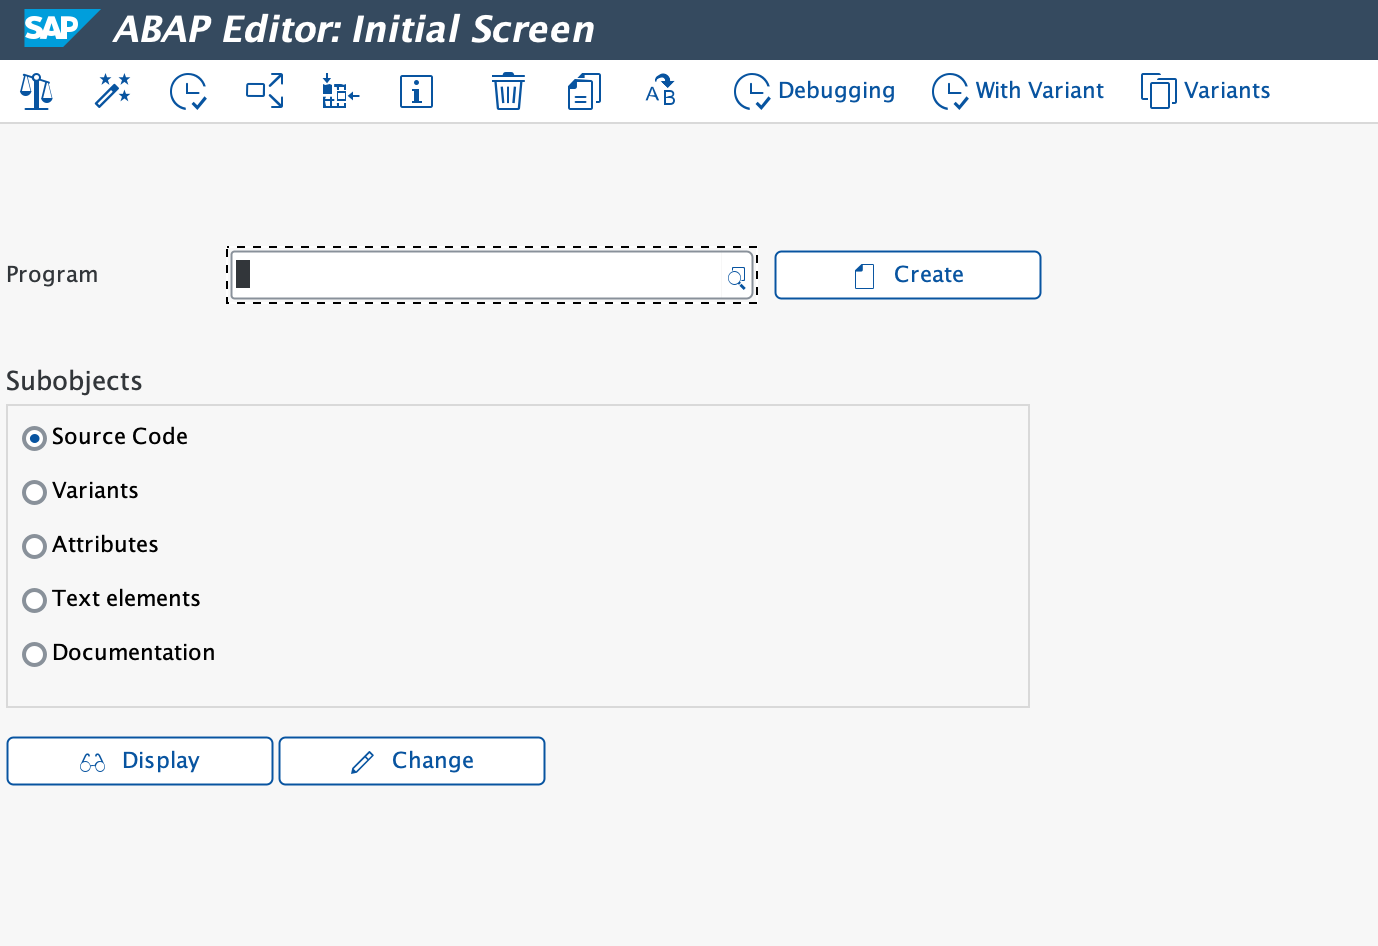 SAP ABAP Editor: Initial Screen
Debugging With Variant Variants
Program Create
Subobjects
Source Code
Variants
Attributes
Text elements
Documentation
Display Change